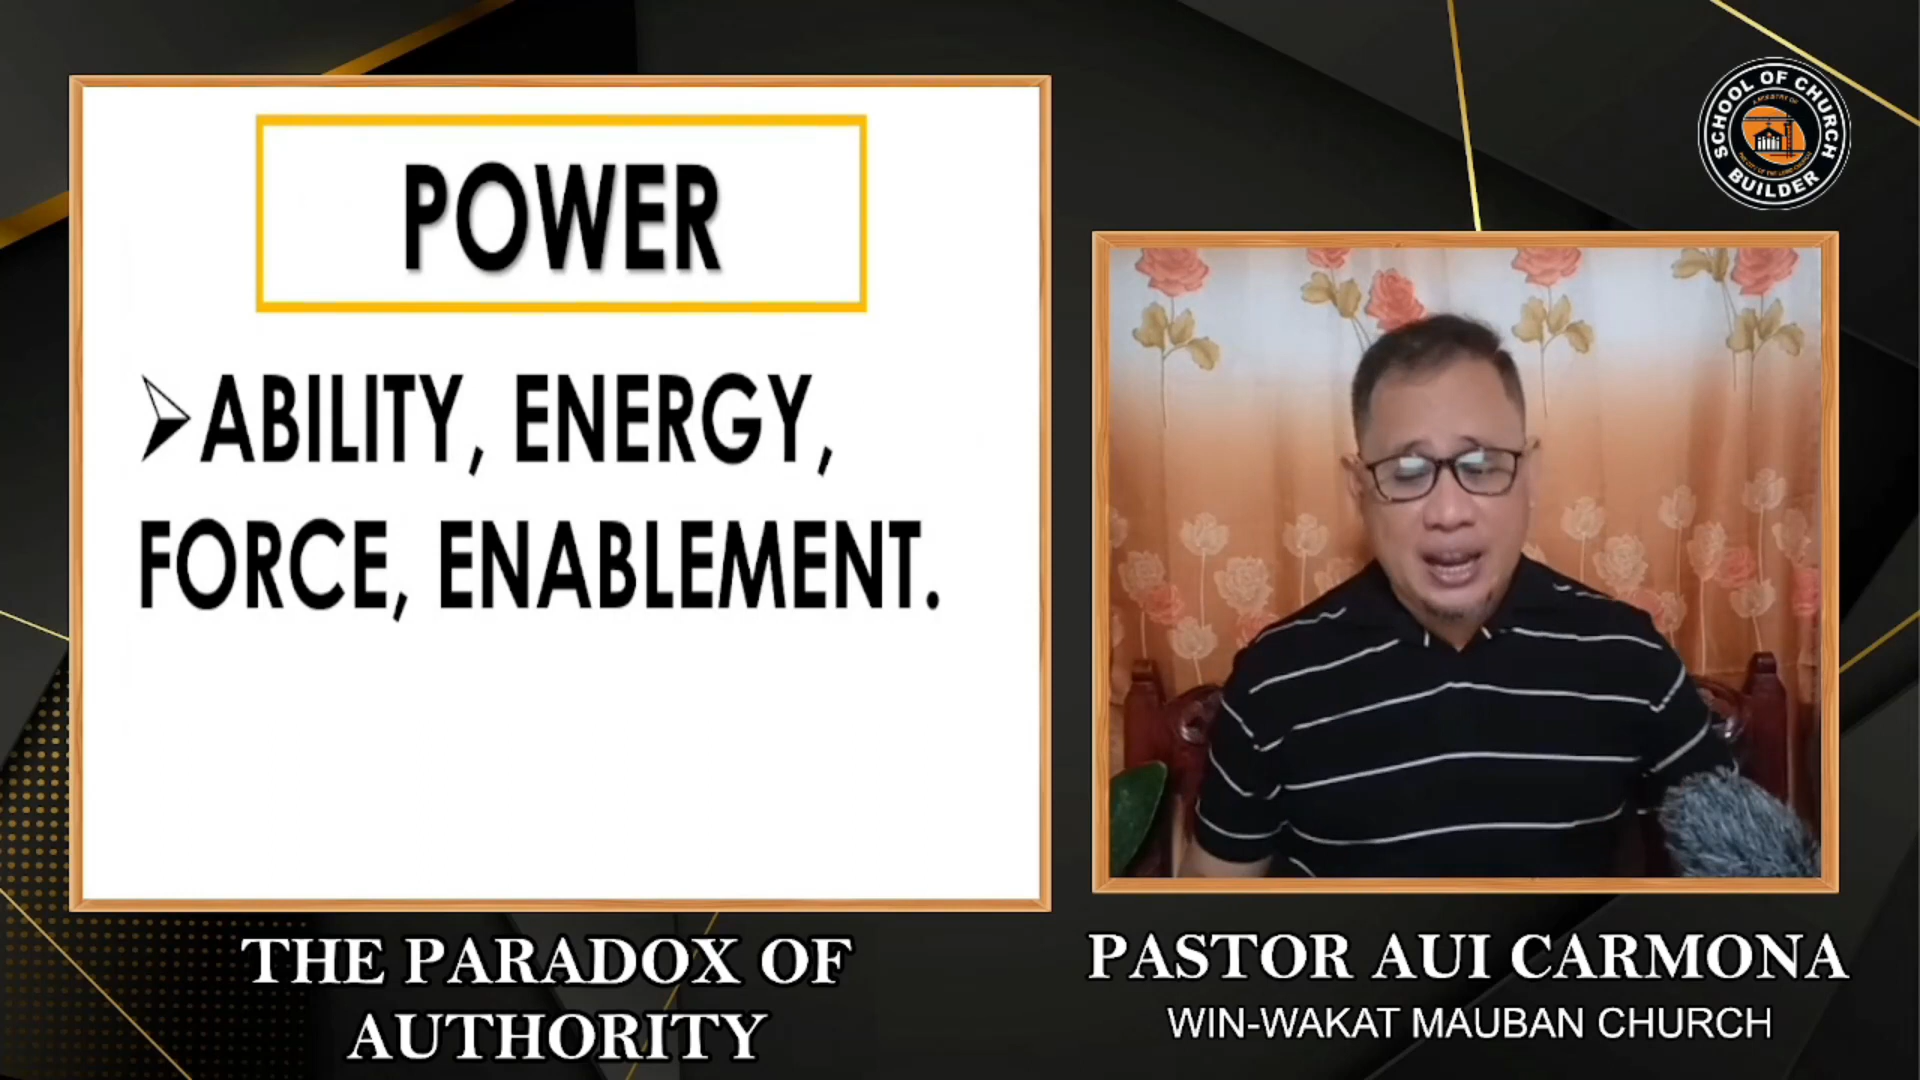 POWER
➢ABILITY, ENERGY,
FORCE, ENABLEMENT.
THE PARADOX OF
AUTHORITY
SCHOOL OF CHURCH
BUILDER
PASTOR AUI CARMONA
WIN-WAKAT MAUBAN CHURCH